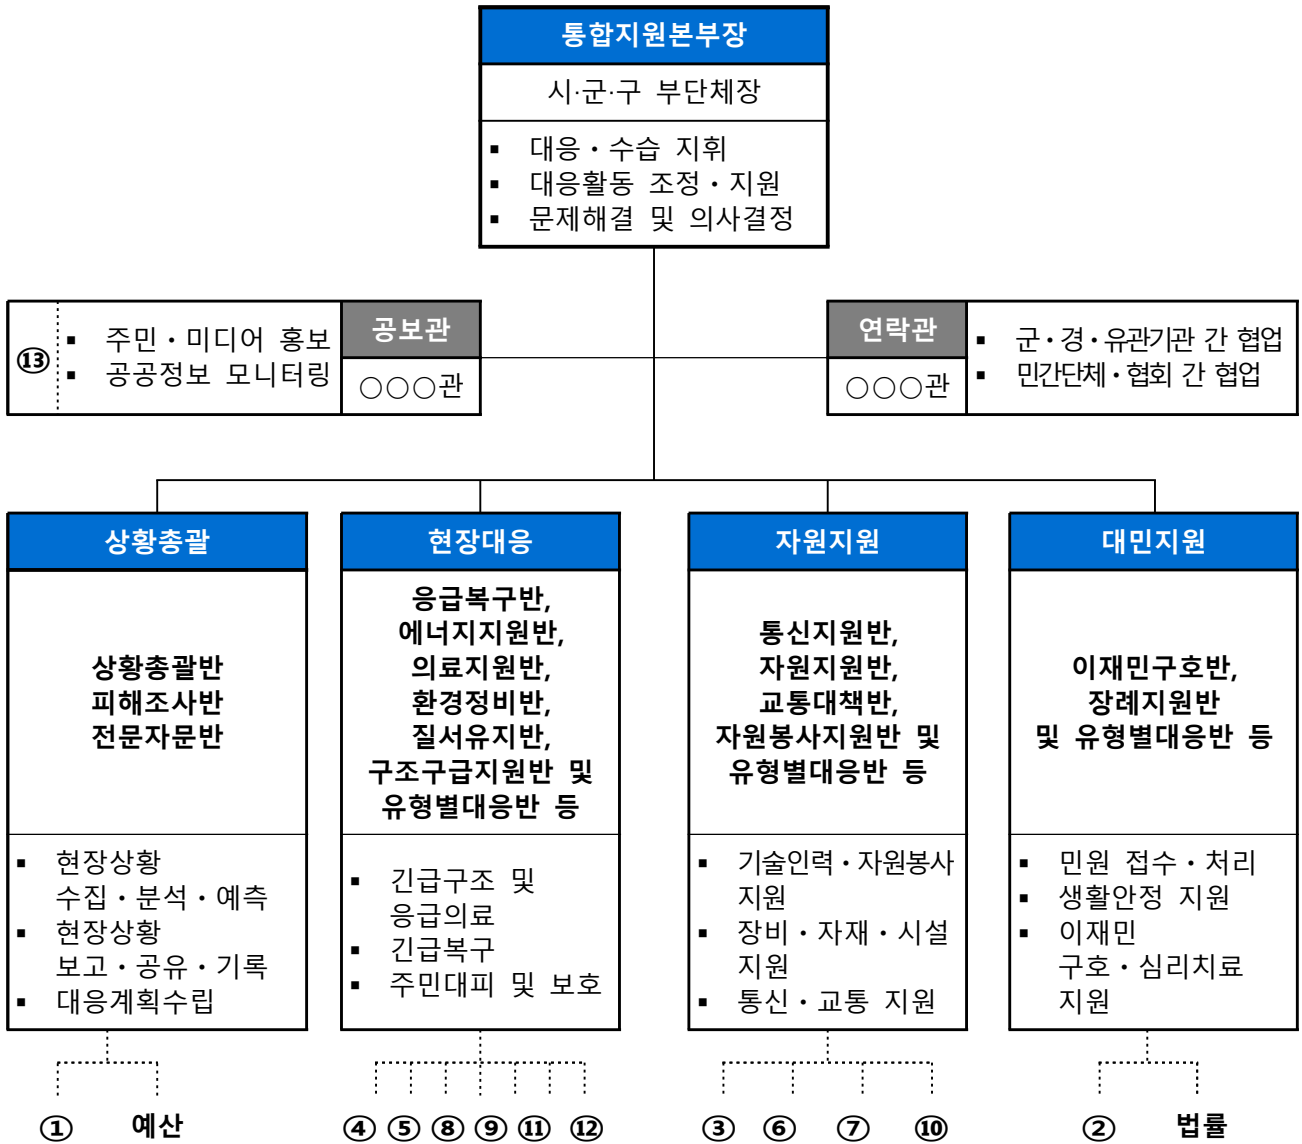 통합지원본부장
시·군·구 부단체장
▪ 대응・수습 지휘
▪ 대응활동 조정・지원
▪ 문제해결 및 의사결정
⑬
▪ 주민・미디어 홍보
▪ 공공정보 모니터링
공보관
○○○관
연락관
○○○관
▪ 군・경・유관기관 간 협업
▪ 민간단체・협회 간 협업
상황총괄
상황총괄반
피해조사반
전문자문반
▪ 현장상황
수집・분석・예측
▪ 현장상황
보고・공유・기록
▪ 대응계획수립
① 예산
현장대응
응급복구반,
에너지지원반,
의료지원반,
환경정비반,
질서유지반,
구조구급지원반 및
유형별대응반 등
▪ 긴급구조 및
응급의료
▪ 긴급복구
▪ 주민대피 및 보호
④ ⑤ ⑧ ⑨ ⑪ ⑫
자원지원
통신지원반,
자원지원반,
교통대책반,
자원봉사지원반 및
유형별대응반 등
▪ 기술인력・자원봉사
지원
▪ 장비・자재・시설
지원
▪ 통신・교통 지원
③ ⑥ ⑦ ⑩
대민지원
이재민구호반,
장례지원반
및 유형별대응반 등
▪ 민원 접수・처리
▪ 생활안정 지원
▪ 이재민
구호・심리치료
지원
② 법률